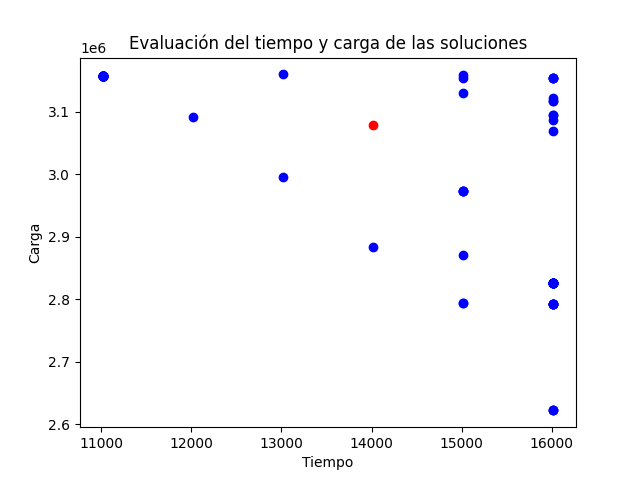 Evaluación del tiempo y carga de las soluciones
1e6
3.1
3.0
2.9
2.8
2.7
2.6
Carga
11000 12000 13000 14000 15000 16000
Tiempo